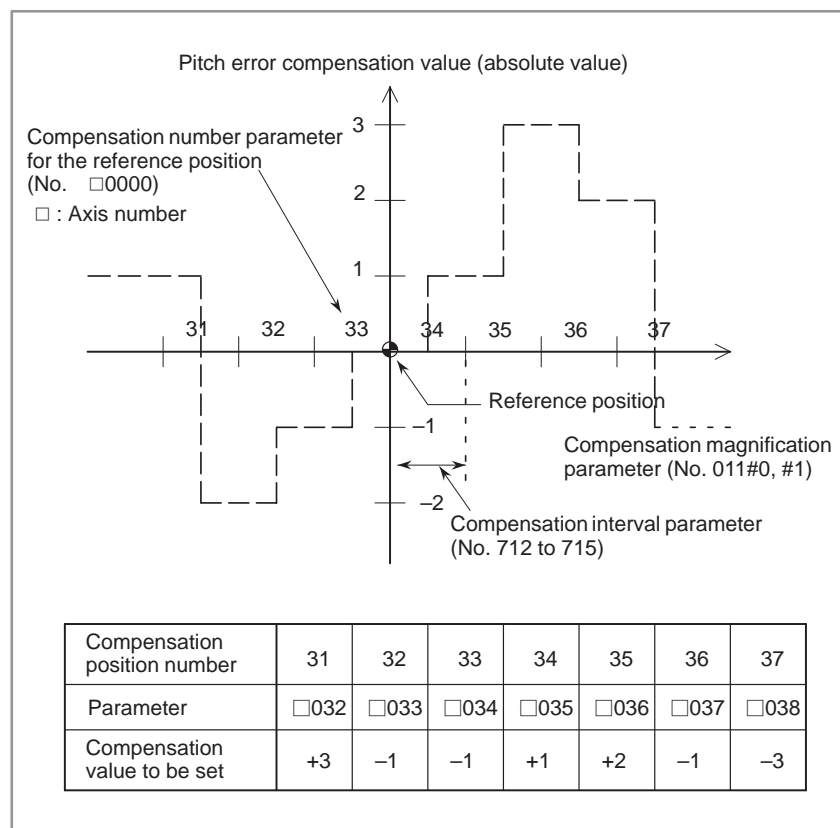 Pitch error compensation value (absolute value)
Compensation number parameter
for the reference position
(No. □0000)
□ : Axis number
3
2
1
31 32 33 34 35 36 37
Reference position
–1
Compensation magnification
parameter (No. 011#0, #1)
–2
Compensation interval parameter
(No. 712 to 715)
Compensation
position number 31 32 33 34 35 36 37
Parameter □032 □033 □034 □035 □036 □037 □038
Compensation
value to be set +3 –1 –1 +1 +2 –1 –3